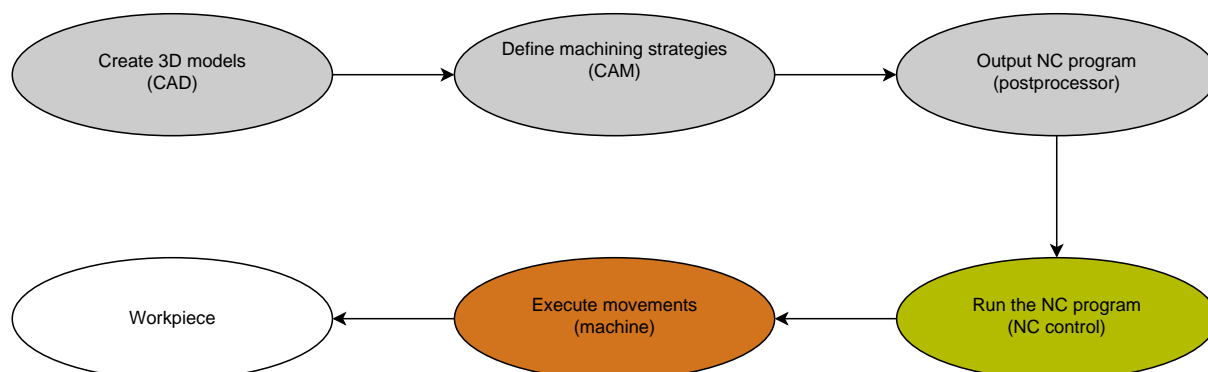 Create 3D models
(CAD)
Define machining strategies
(CAM)
Output NC program
(postprocessor)
Run the NC program
(NC control)
Execute movements
(machine)
Workpiece